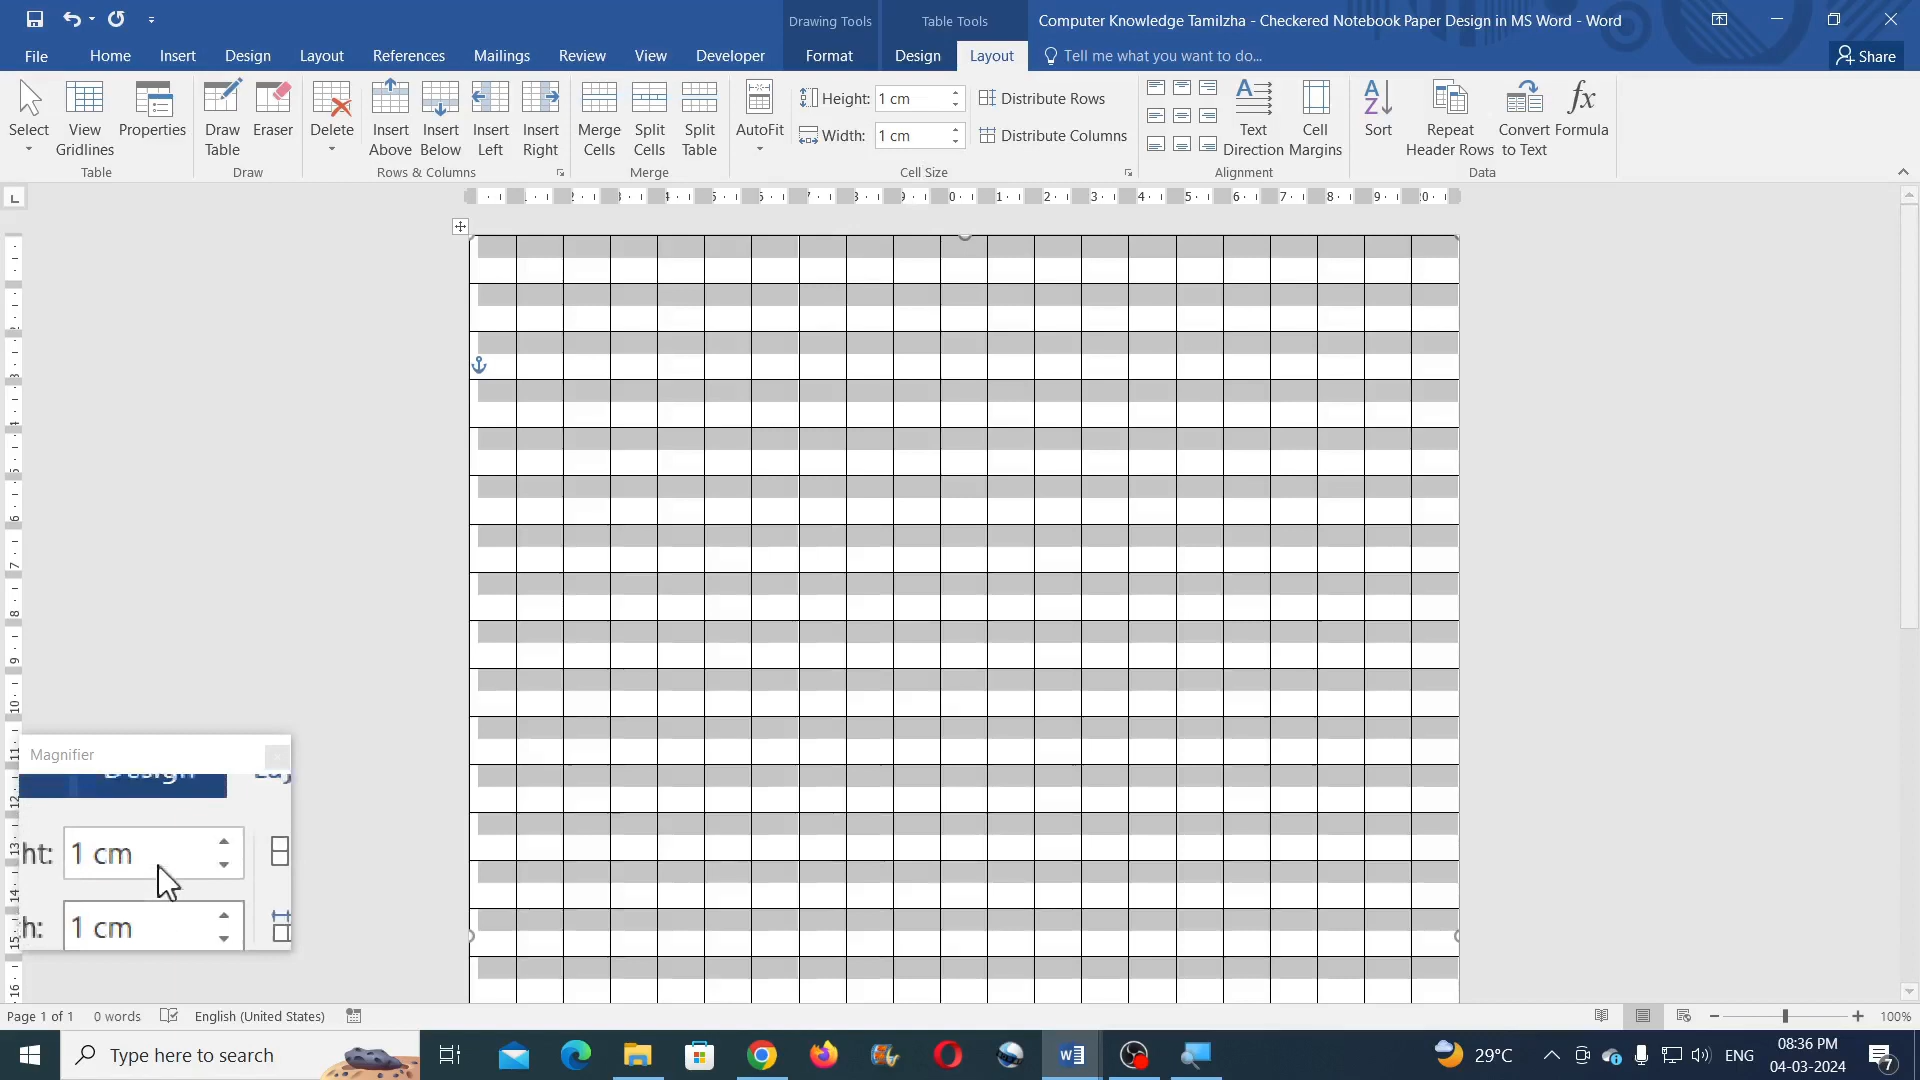 Drawing Tools
Table Tools
Computer Knowledge Tamilzha - Checkered Notebook Paper Design in MS Word - Word
File
Home
Insert
Design
Layout
References
Mailings
Review
View
Developer
Format
Design
Layout
Tell me what you want to do...
Share
Select
View Gridlines
Properties
Table
Draw Table
Eraser
Draw
Delete
Insert Above
Insert Below
Insert Left
Insert Right
Rows & Columns
Merge Cells
Split Cells
Split Table
Merge
AutoFit
Height: 1 cm
Width: 1 cm
Distribute Rows
Distribute Columns
Cell Size
Text Direction
Cell Margins
Alignment
Sort
Repeat Header Rows
Convert to Text
Formula
Data
Magnifier
Design
ht: 1 cm
h: 1 cm
Page 1 of 1
0 words
English (United States)
100%
Type here to search
29°C
ENG
08:36 PM
04-03-2024
7